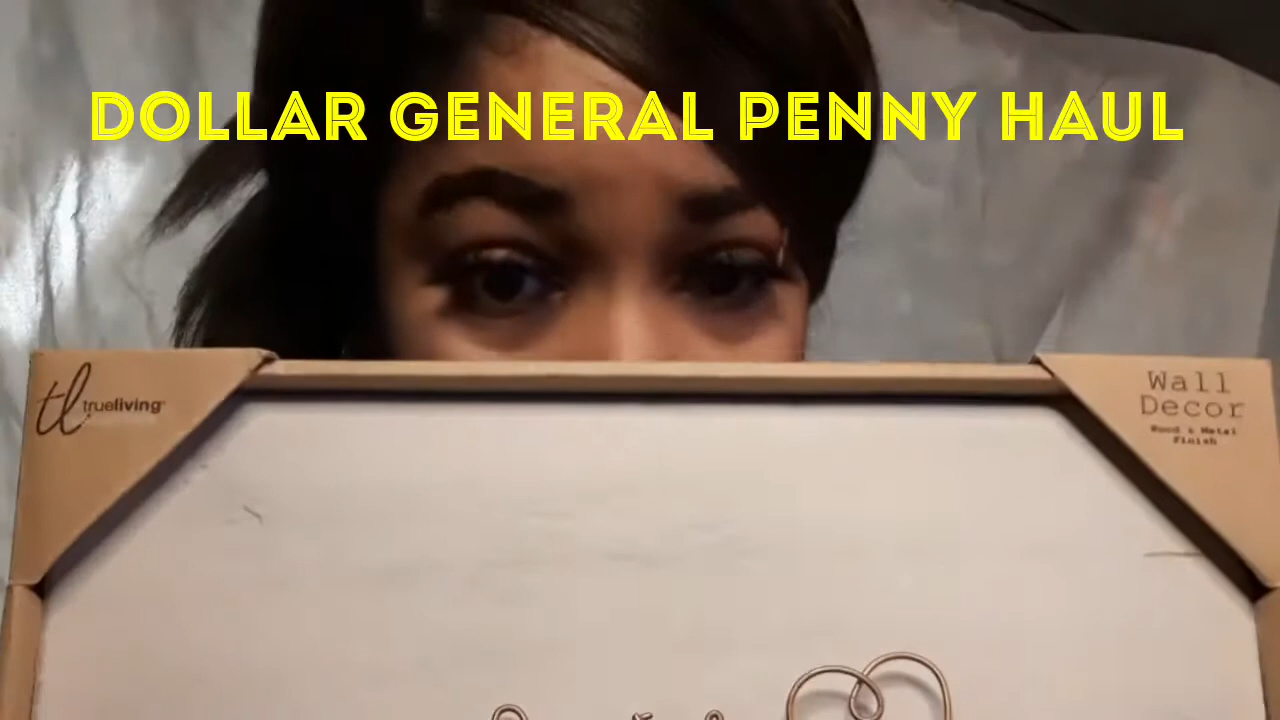 DOLLAR GENERAL PENNY HAUL
tl trueliving
Wall
Decor
Wood & Metal
Finish